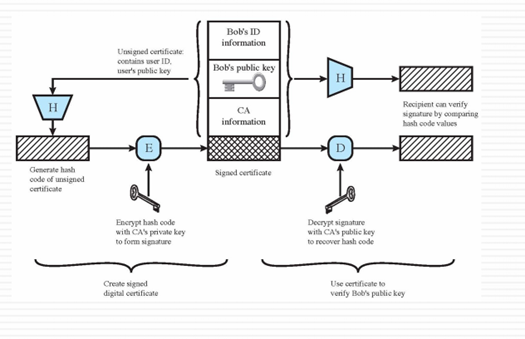 Bob's ID
information
Unsigned certificate:
contains user ID,
user's public key
Bob's public key
H
CA
information
H
Recipient can verify
signature by comparing
hash code values
E
D
Generate hash
code of unsigned
certificate
Signed certificate
Encrypt hash code
with CA's private key
to form signature
Decrypt signature
with CA's public key
to recover hash code
Create signed
digital certificate
Use certificate to
verify Bob's public key